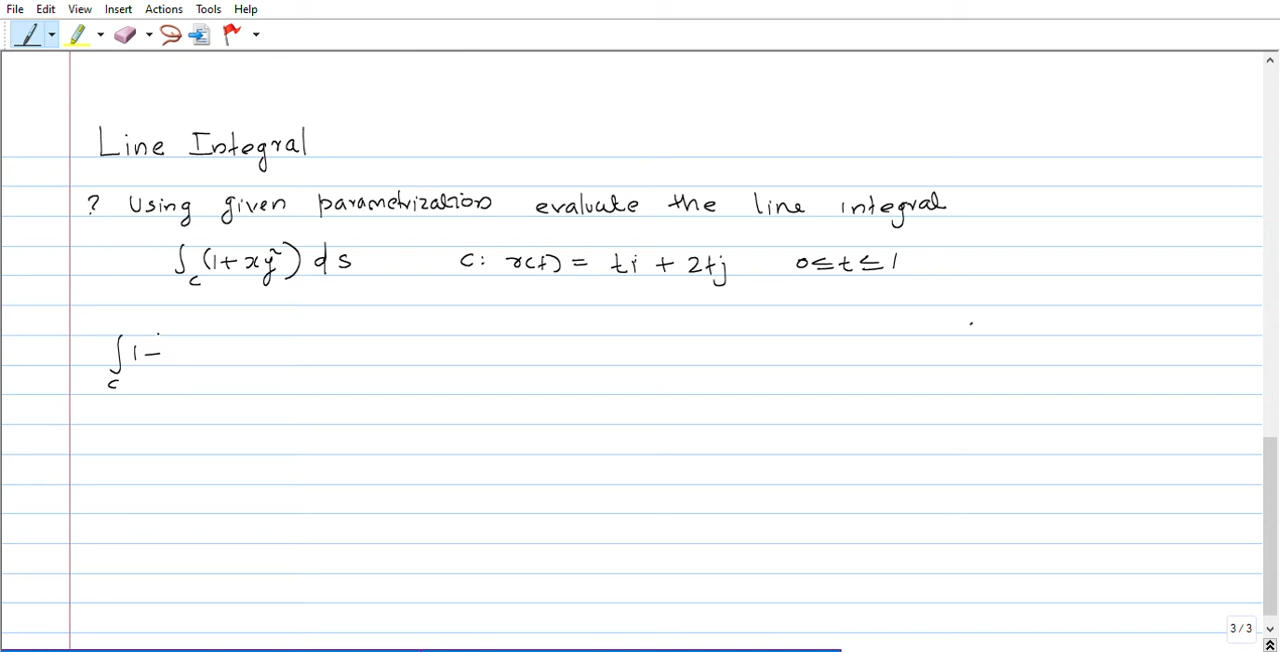 File Edit View Insert Actions Tools Help
Line Integral
? Using given parametrization evaluate the line integral
∫_C (1+xy²) ds C: r(t) = ti + 2tj 0≤t≤1
∫_C 1 –
3/3